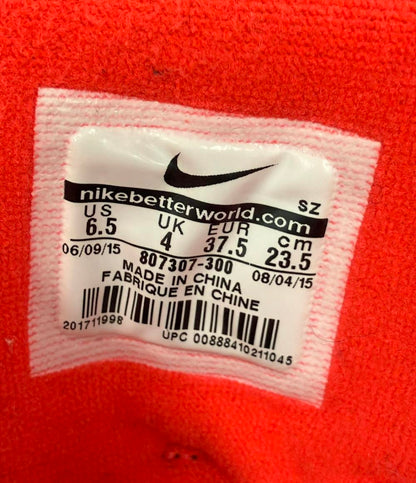 SZ
nikebetterworld.com
US UK EUR cm
6.5 4 37.5 23.5
06/09/15 807307-300 08/04/15
MADE IN CHINA
FABRIQUE EN CHINE
201711998
UPC 00888410211045